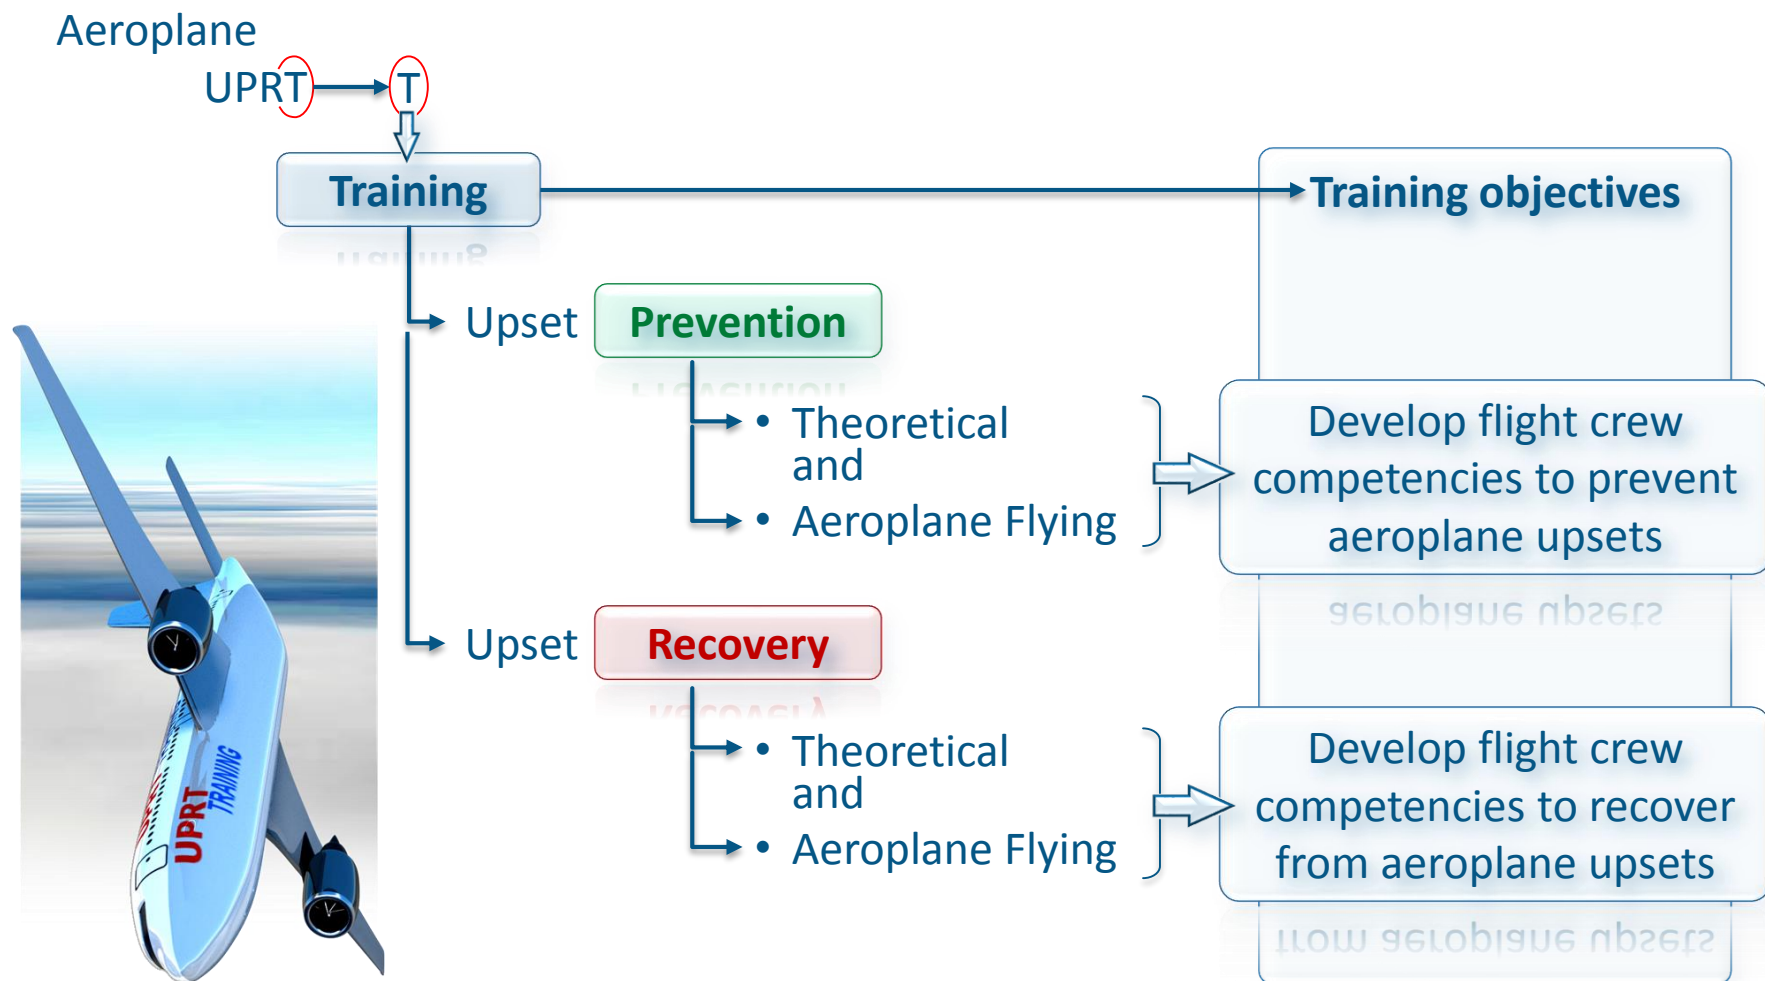 Aeroplane
UPRT T
Training
Training objectives
Upset Prevention
• Theoretical
and
• Aeroplane Flying
Develop flight crew
competencies to prevent
aeroplane upsets
Upset Recovery
• Theoretical
and
• Aeroplane Flying
Develop flight crew
competencies to recover
from aeroplane upsets
UPRT
TRAINING